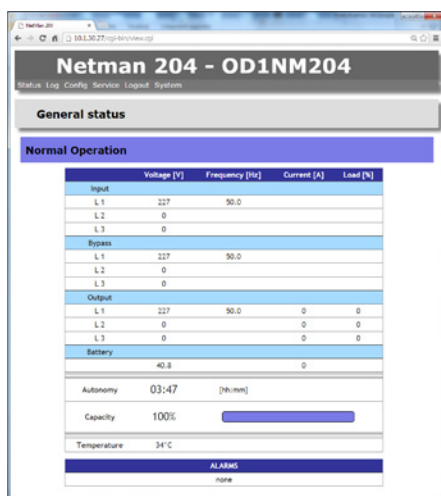 NetMan 204
10.1.30.27/cgi-bin/view.cgi
Netman 204 - OD1NM204
Status Log Config Service Logout System
General status
Normal Operation
Voltage [V] Frequency [Hz] Current [A] Load [%]
Input
L 1 227 50.0
L 2 0
L 3 0
Bypass
L 1 227 50.0
L 2 0
L 3 0
Output
L 1 227 50.0 0 0
L 2 0 0 0
L 3 0 0 0
Battery
40.8 0
Autonomy 03:47 [hh:mm]
Capacity 100%
Temperature 34°C
ALARMS
none